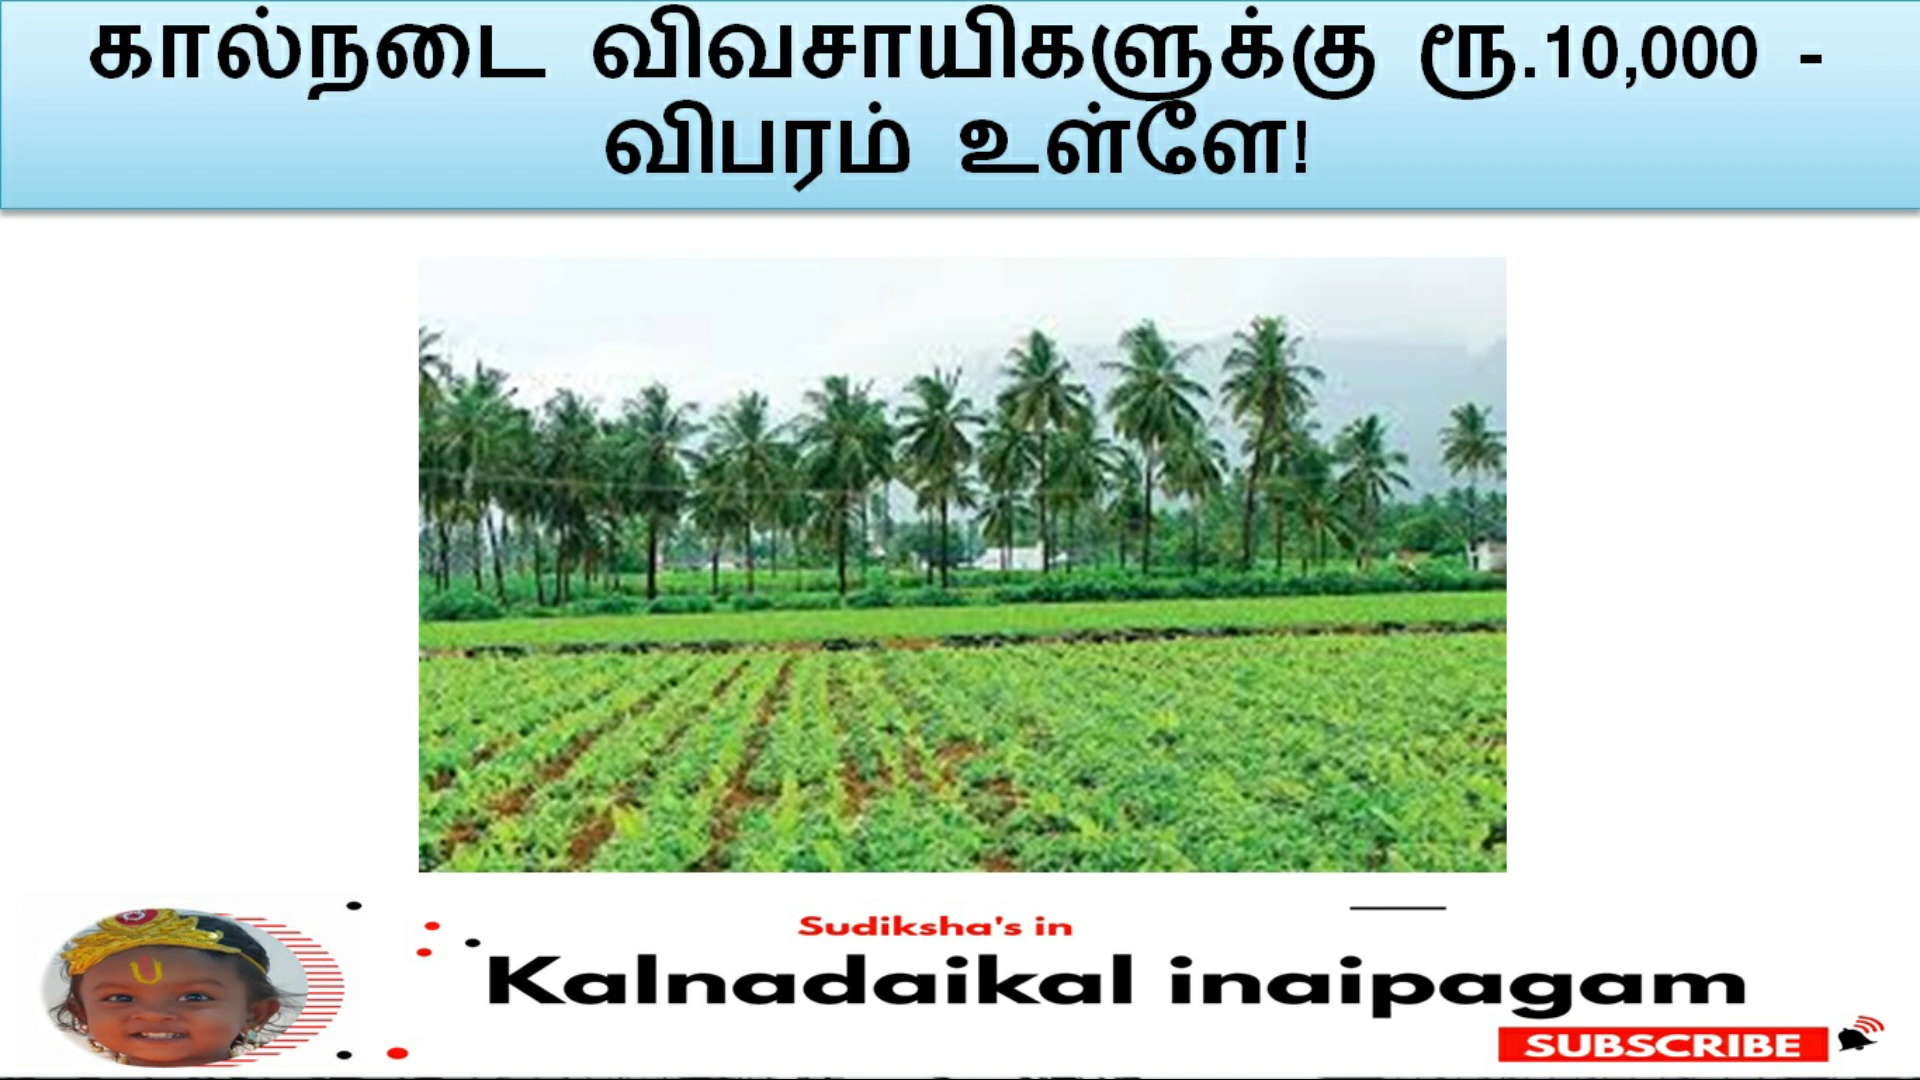 கால்நடை விவசாயிகளுக்கு ரூ.10,000 -
விபரம் உள்ளே!
Sudiksha's in
Kalnadaikal inaipagam
SUBSCRIBE